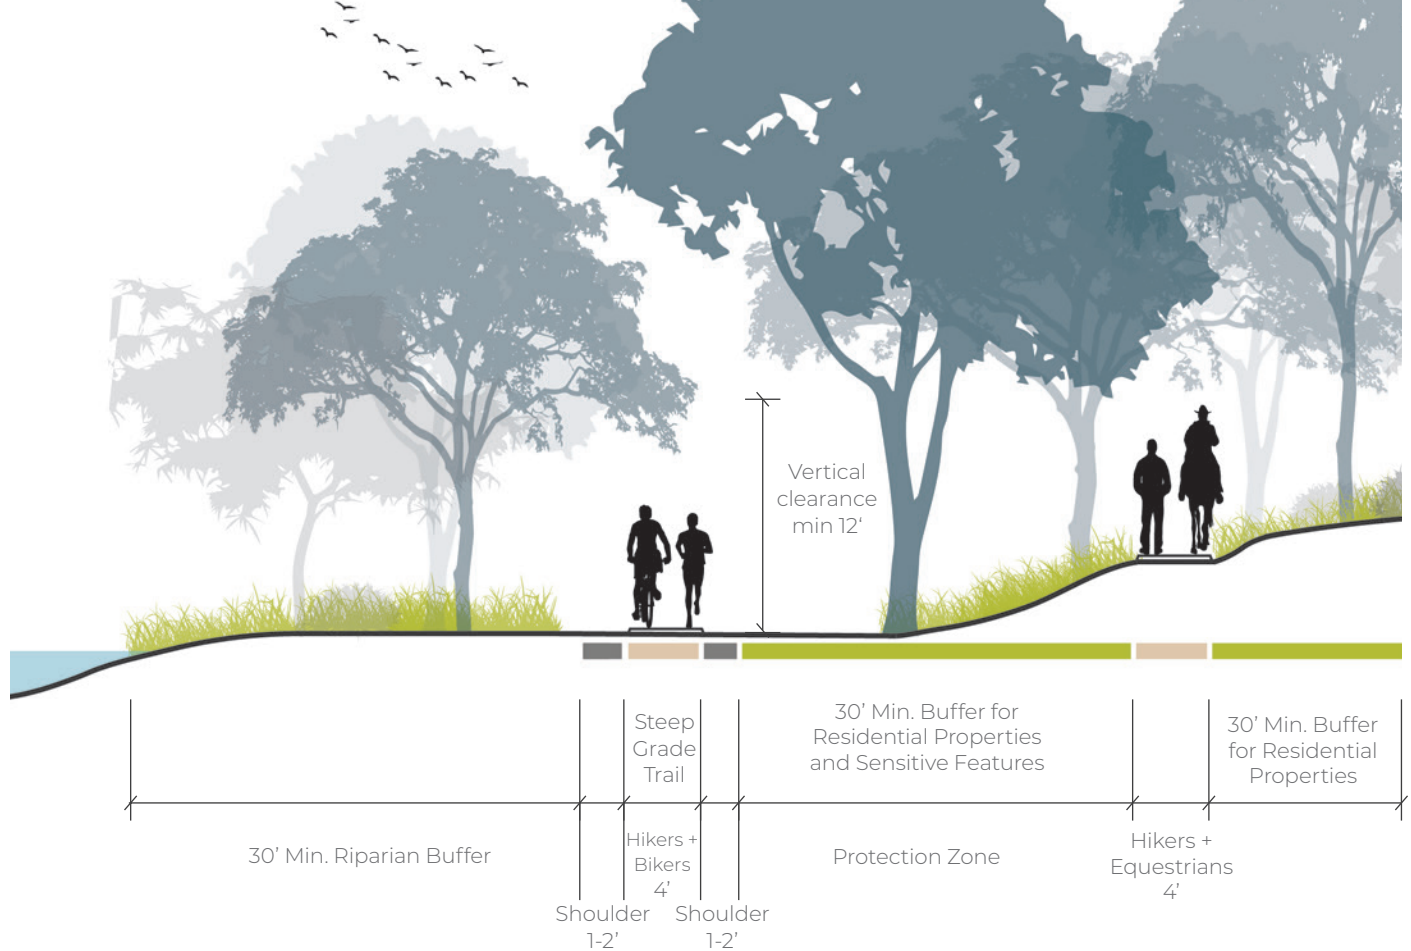 Vertical
clearance
min 12‘
Steep
Grade
Trail
30’ Min. Buffer for
Residential Properties
and Sensitive Features
30’ Min. Buffer
for Residential
Properties
30’ Min. Riparian Buffer
Hikers +
Bikers
4’
Protection Zone
Hikers +
Equestrians
4’
Shoulder
1-2’
Shoulder
1-2’